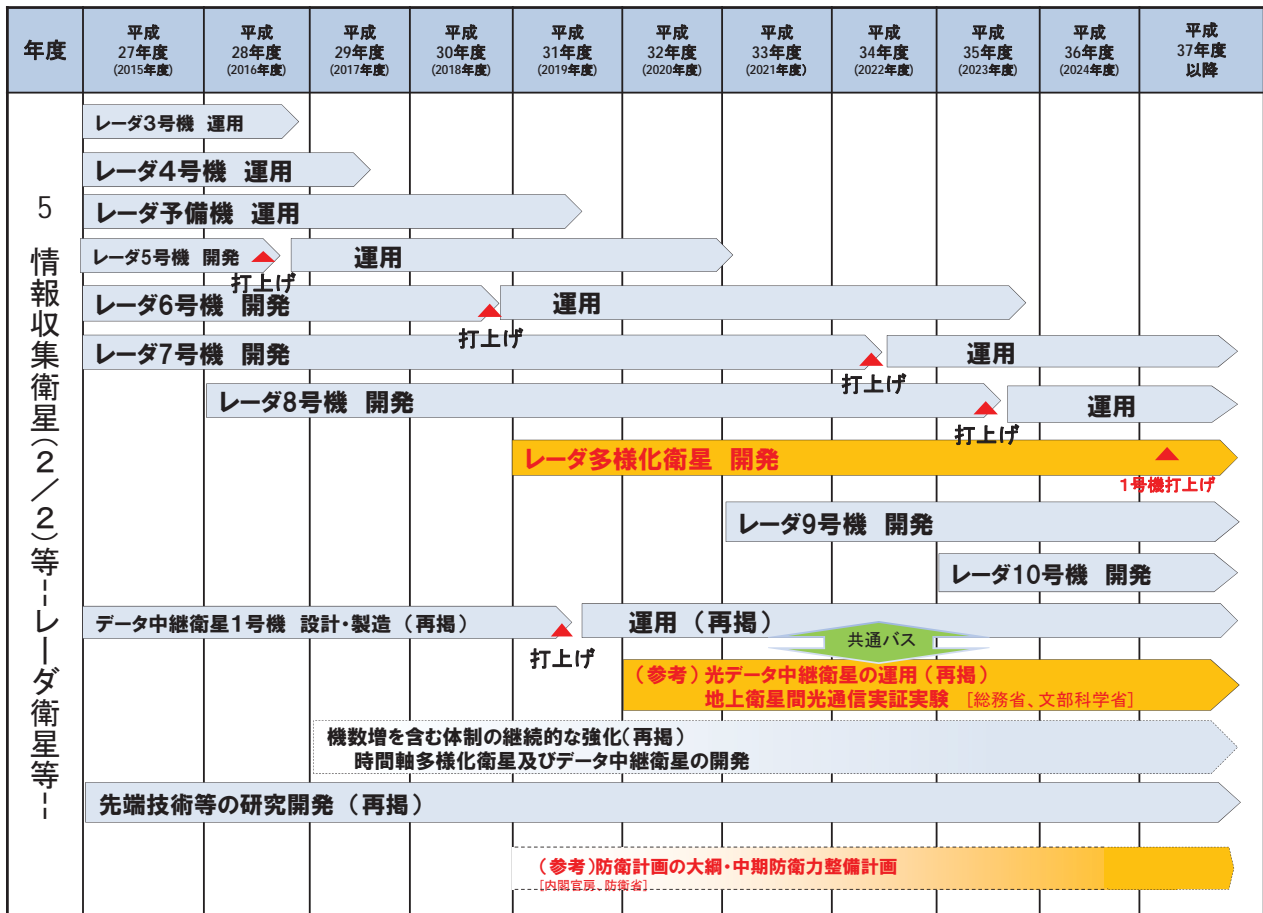 年度
平成
27年度
(2015年度)
平成
28年度
(2016年度)
平成
29年度
(2017年度)
平成
30年度
(2018年度)
平成
31年度
(2019年度)
平成
32年度
(2020年度)
平成
33年度
(2021年度)
平成
34年度
(2022年度)
平成
35年度
(2023年度)
平成
36年度
(2024年度)
平成
37年度
以降
5 情報収集衛星(2/2)等--レーダ衛星等--
レーダ3号機 運用
レーダ4号機 運用
レーダ予備機 運用
レーダ5号機 開発
運用
打上げ
レーダ6号機 開発
運用
打上げ
レーダ7号機 開発
運用
打上げ
レーダ8号機 開発
運用
打上げ
レーダ多様化衛星 開発
1号機打上げ
レーダ9号機 開発
レーダ10号機 開発
データ中継衛星1号機 設計・製造(再掲)
運用(再掲)
打上げ
共通バス
(参考)光データ中継衛星の運用(再掲)
地上衛星間光通信実証実験 [総務省、文部科学省]
機数増を含む体制の継続的な強化(再掲)
時間軸多様化衛星及びデータ中継衛星の開発
先端技術等の研究開発(再掲)
(参考)防衛計画の大綱・中期防衛力整備計画
[内閣官房、防衛省]